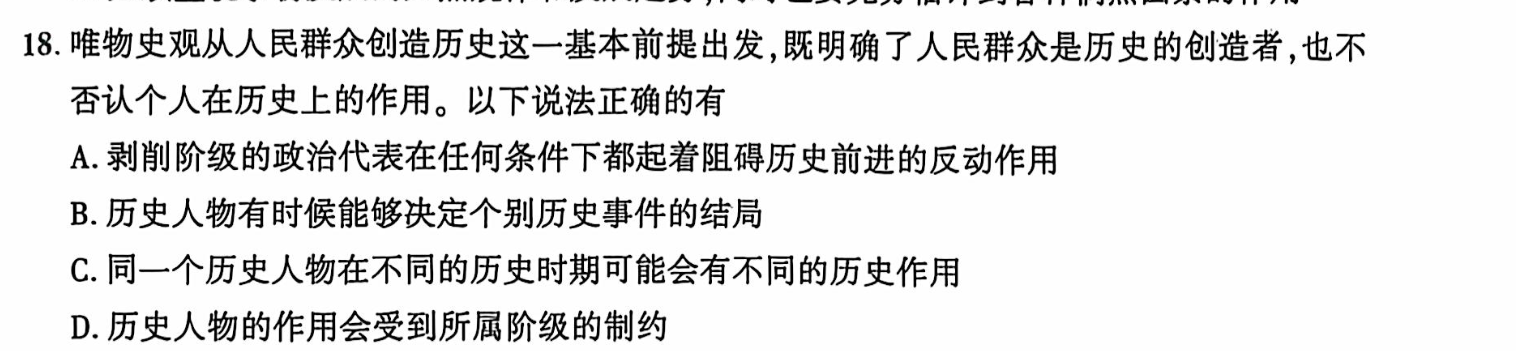 18. 唯物史观从人民群众创造历史这一基本前提出发,既明确了人民群众是历史的创造者,也不
否认个人在历史上的作用。以下说法正确的有
A. 剥削阶级的政治代表在任何条件下都起着阻碍历史前进的反动作用
B. 历史人物有时候能够决定个别历史事件的结局
C. 同一个历史人物在不同的历史时期可能会有不同的历史作用
D. 历史人物的作用会受到所属阶级的制约